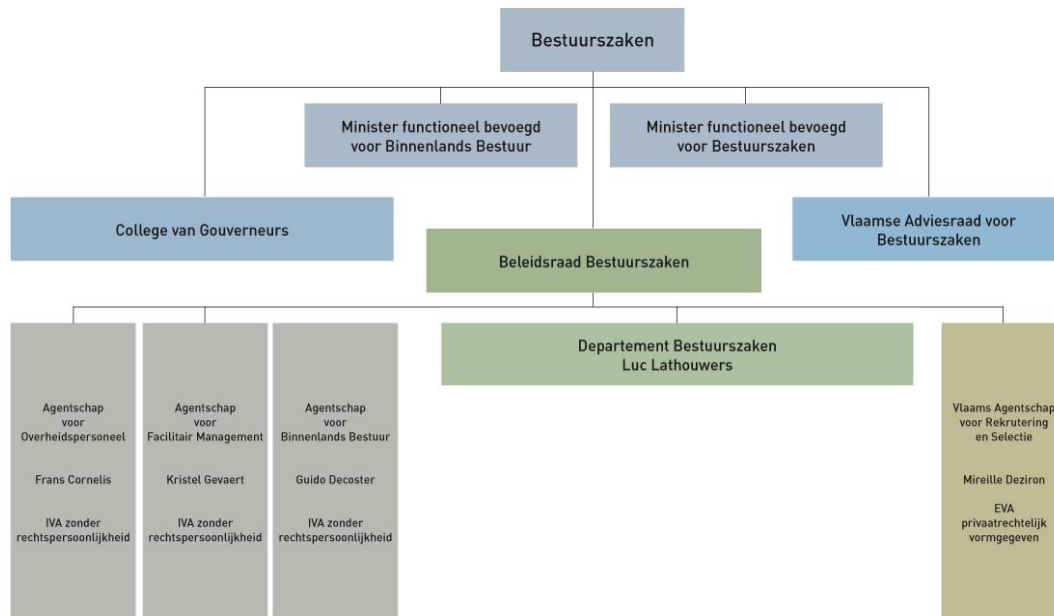 Bestuurszaken
Minister functioneel bevoegd
voor Binnenlands Bestuur
Minister functioneel bevoegd
voor Bestuurszaken
College van Gouverneurs
Vlaamse Adviesraad voor
Bestuurszaken
Beleidsraad Bestuurszaken
Departement Bestuurszaken
Luc Lathouwers
Agentschap
voor
Overheidspersoneel
Frans Cornelis
IVA zonder
rechtspersoonlijkheid
Agentschap
voor
Facilitair Management
Kristel Gevaert
IVA zonder
rechtspersoonlijkheid
Agentschap
voor
Binnenlands Bestuur
Guido Decoster
IVA zonder
rechtspersoonlijkheid
Vlaams Agentschap
voor Rekrutering
en Selectie
Mireille Deziron
EVA
privaatrechtelijk
vormgegeven